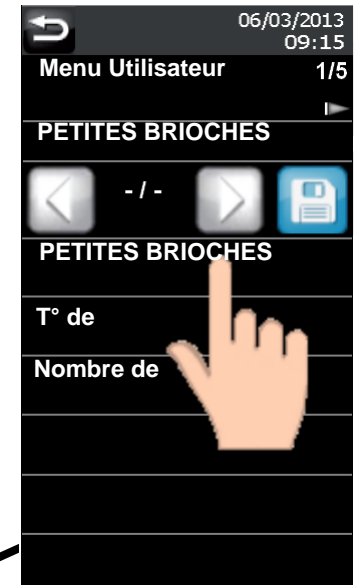 06/03/2013
09:15
Menu Utilisateur 1/5
PETITES BRIOCHES
- / -
PETITES BRIOCHES
T° de
Nombre de